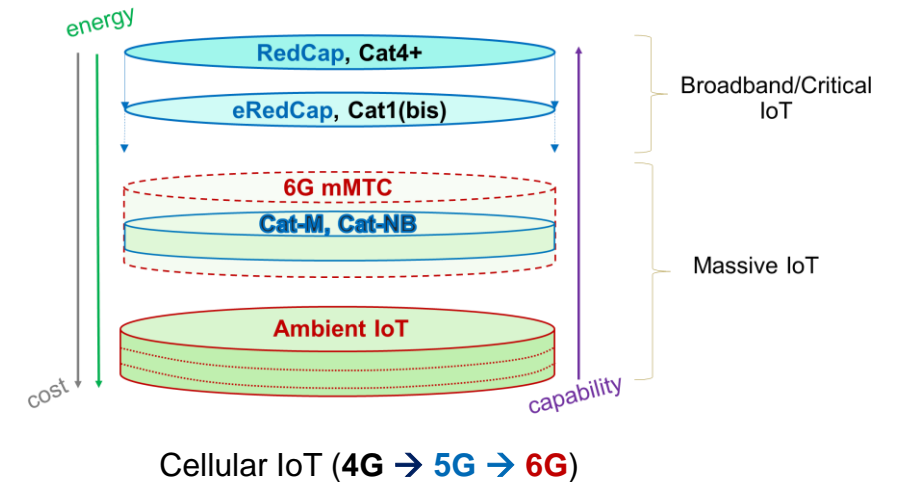 energy
RedCap, Cat4+
eRedCap, Cat1(bis)
Broadband/Critical
IoT
6G mMTC
Cat-M, Cat-NB
Massive IoT
Ambient IoT
cost
capability
Cellular IoT (4G → 5G → 6G)